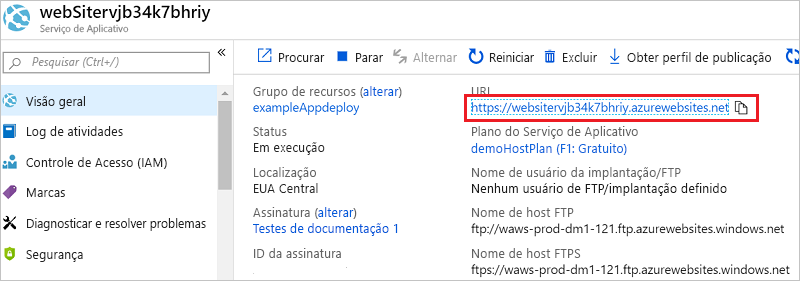 webSitervjb34k7bhriy
Serviço de Aplicativo
Pesquisar (Ctrl+/)
Visão geral
Log de atividades
Controle de Acesso (IAM)
Marcas
Diagnosticar e resolver problemas
Segurança
Procurar Parar Alternar Reiniciar Excluir Obter perfil de publicação
Grupo de recursos (alterar)
exampleAppdeploy
Status
Em execução
Localização
EUA Central
Assinatura (alterar)
Testes de documentação 1
ID da assinatura
URL
https://websitervjb34k7bhriy.azurewebsites.net
Plano do Serviço de Aplicativo
demoHostPlan (F1: Gratuito)
Nome de usuário da implantação/FTP
Nenhum usuário de FTP/implantação definido
Nome de host FTP
ftp://waws-prod-dm1-121.ftp.azurewebsites.windows.net
Nome de host FTPS
ftps://waws-prod-dm1-121.ftp.azurewebsites.windows.net